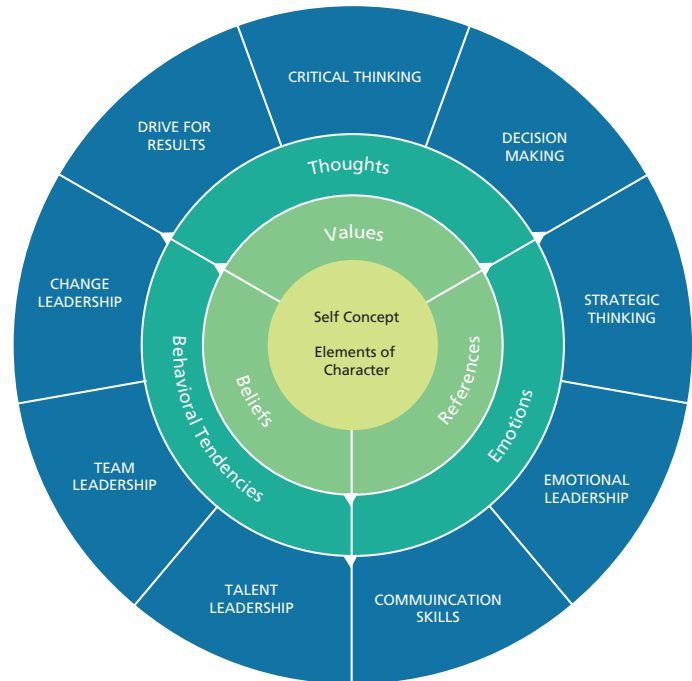 CRITICAL THINKING
DECISION
MAKING
STRATEGIC
THINKING
EMOTIONAL
LEADERSHIP
COMMUINCATION
SKILLS
TALENT
LEADERSHIP
TEAM
LEADERSHIP
CHANGE
LEADERSHIP
DRIVE FOR
RESULTS
Thoughts
Emotions
Behavioral Tendencies
Values
References
Beliefs
Self Concept
Elements of
Character